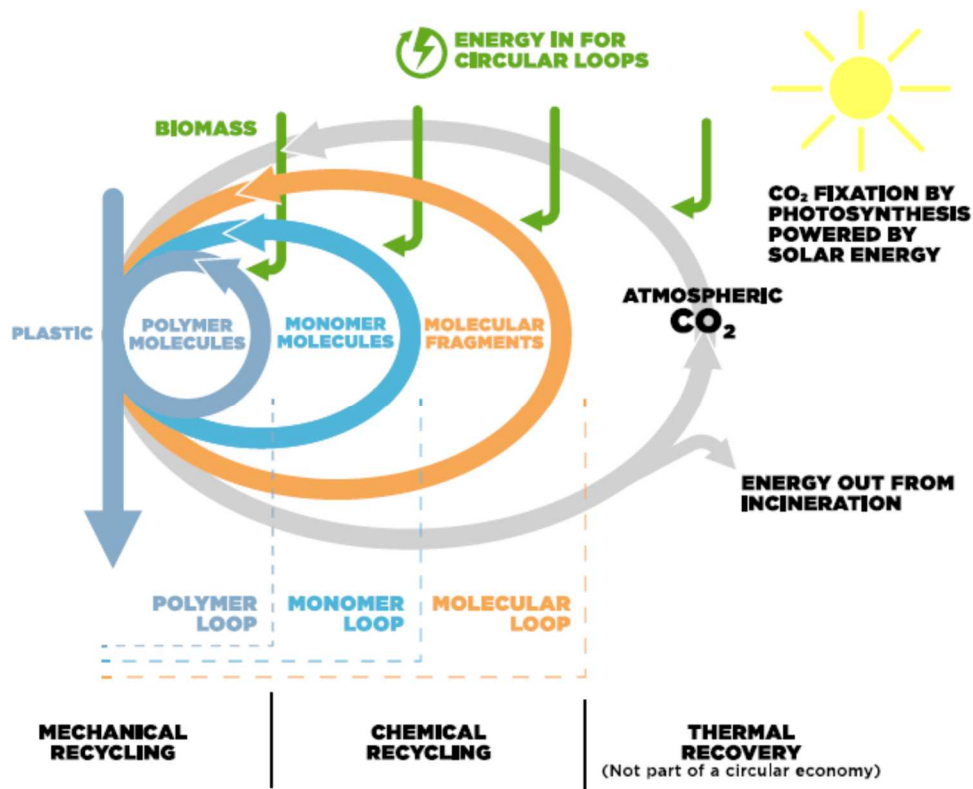 ENERGY IN FOR
CIRCULAR LOOPS
BIOMASS
CO₂ FIXATION BY
PHOTOSYNTHESIS
POWERED BY
SOLAR ENERGY
PLASTIC
POLYMER
MOLECULES
MONOMER
MOLECULES
MOLECULAR
FRAGMENTS
ATMOSPHERIC
CO₂
ENERGY OUT FROM
INCINERATION
POLYMER
LOOP
MONOMER
LOOP
MOLECULAR
LOOP
MECHANICAL
RECYCLING
CHEMICAL
RECYCLING
THERMAL
RECOVERY
(Not part of a circular economy)